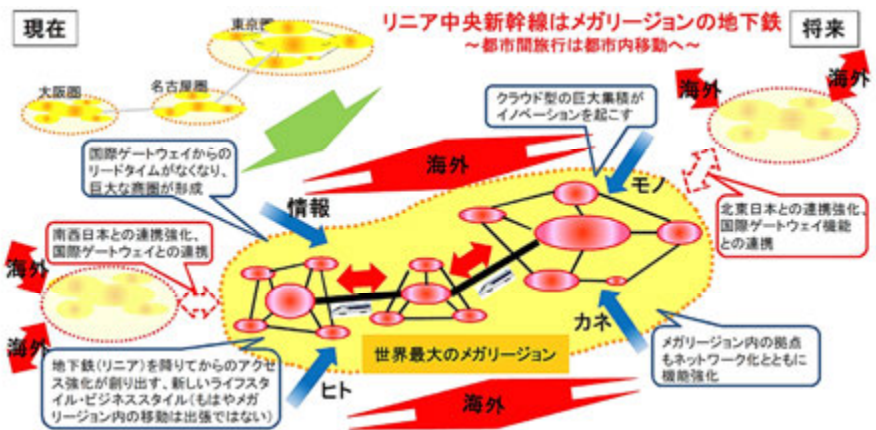 現在
東京圏
名古屋圏
大阪圏
リニア中央新幹線はメガリージョンの地下鉄
～都市間旅行は都市内移動へ～
将来
海外
海外
クラウド型の巨大集積が
イノベーションを起こす
国際ゲートウェイからの
リードタイムがなくなり、
巨大な商圏が形成
海外
モノ
情報
北東日本との連携強化、
国際ゲートウェイ機能
との連携
南西日本との連携強化、
国際ゲートウェイとの連携
海外
海外
カネ
世界最大のメガリージョン
メガリージョン内の拠点
もネットワーク化とともに
機能強化
地下鉄(リニア)を降りてからのアクセ
ス強化が創り出す、新しいライフスタ
イル・ビジネススタイル(もはやメガ
リージョン内の移動は出張ではない)
ヒト
海外